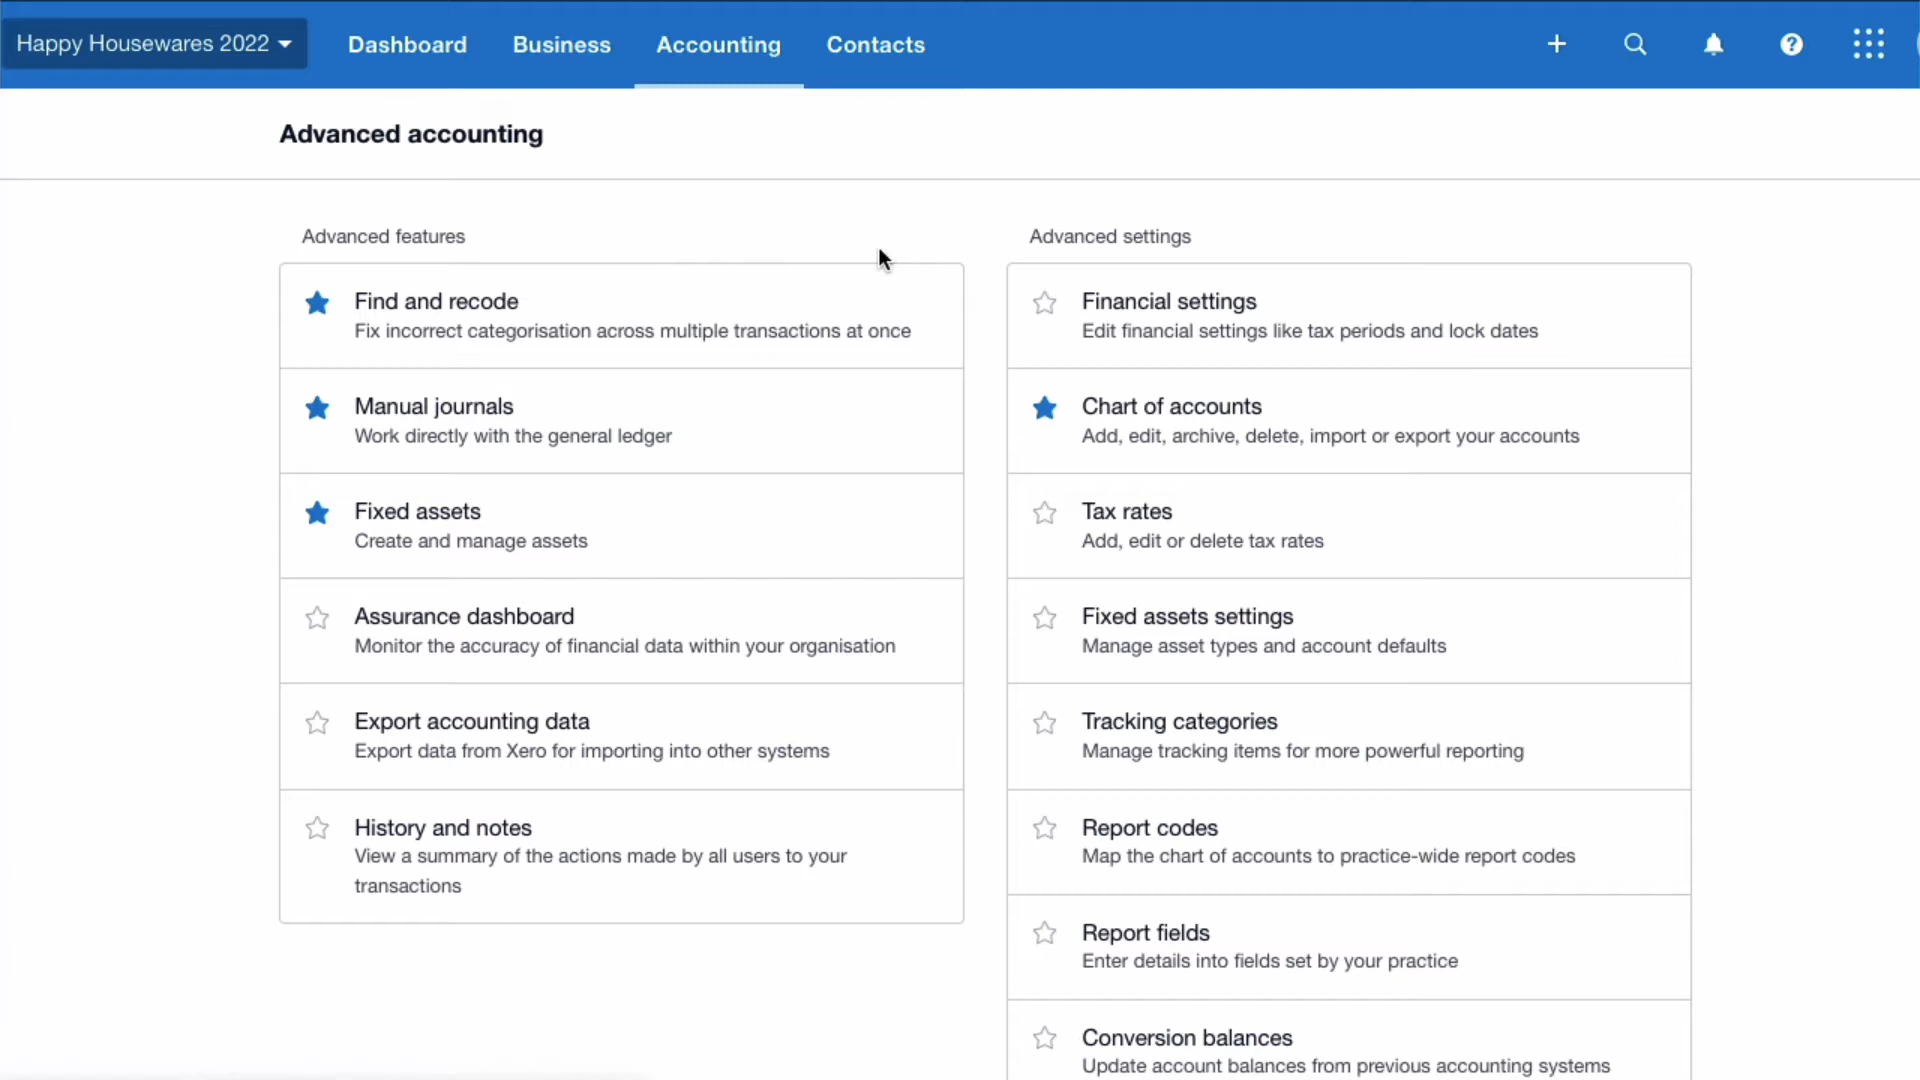 Happy Housewares 2022
Dashboard
Business
Accounting
Contacts
Advanced accounting
Advanced features
Find and recode
Fix incorrect categorisation across multiple transactions at once
Manual journals
Work directly with the general ledger
Fixed assets
Create and manage assets
Assurance dashboard
Monitor the accuracy of financial data within your organisation
Export accounting data
Export data from Xero for importing into other systems
History and notes
View a summary of the actions made by all users to your
transactions
Advanced settings
Financial settings
Edit financial settings like tax periods and lock dates
Chart of accounts
Add, edit, archive, delete, import or export your accounts
Tax rates
Add, edit or delete tax rates
Fixed assets settings
Manage asset types and account defaults
Tracking categories
Manage tracking items for more powerful reporting
Report codes
Map the chart of accounts to practice-wide report codes
Report fields
Enter details into fields set by your practice
Conversion balances
Update account balances from previous accounting systems